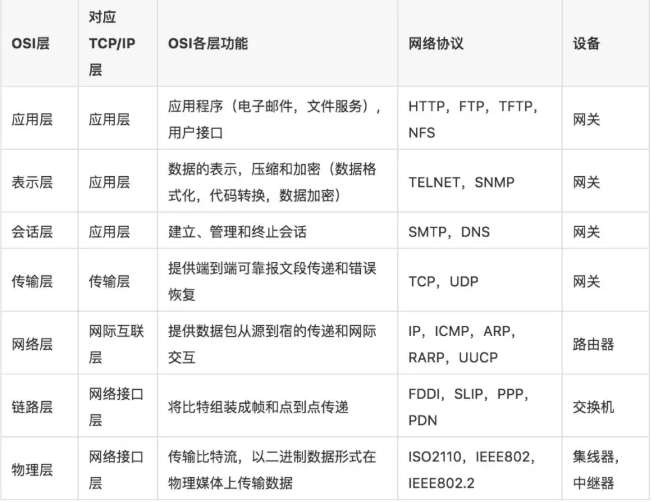 OSI层
对应
TCP/IP
层
OSI各层功能
网络协议
设备
应用层
应用层
应用程序（电子邮件，文件服务），
用户接口
HTTP，FTP，TFTP，
NFS
网关
表示层
应用层
数据的表示，压缩和加密（数据格
式化，代码转换，数据加密）
TELNET，SNMP
网关
会话层
应用层
建立、管理和终止会话
SMTP，DNS
网关
传输层
传输层
提供端到端可靠报文段传递和错误
恢复
TCP，UDP
网关
网络层
网际互联
层
提供数据包从源到宿的传递和网际
交互
IP，ICMP，ARP，
RARP，UUCP
路由器
链路层
网络接口
层
将比特组装成帧和点到点传递
FDDI，SLIP，PPP，
PDN
交换机
物理层
网络接口
层
传输比特流，以二进制数据形式在
物理媒体上传输数据
ISO2110，IEEE802，
IEEE802.2
集线器，
中继器